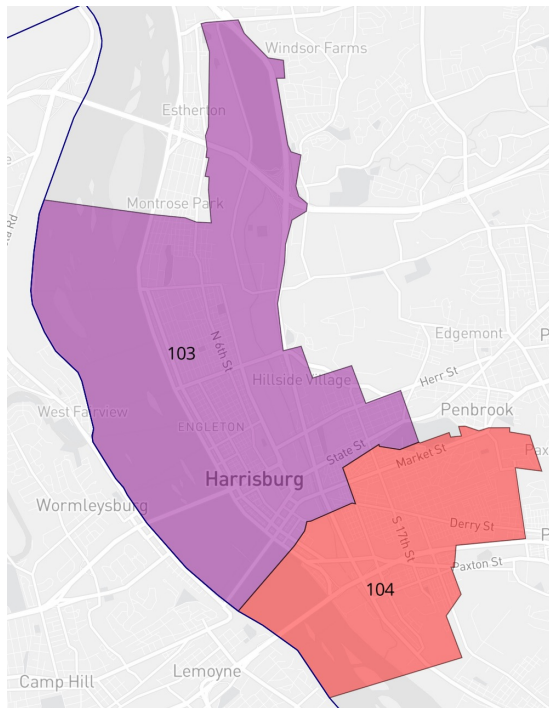 Windsor Farms
Estherton
Montrose Park
N 6th St
103
Edgemont
Hillside Village
Herr St
West Fairview
Penbrook
ENGLETON
State St
Market St
Harrisburg
Wormleysburg
S 17th St
Derry St
Paxton St
104
Lemoyne
Camp Hill